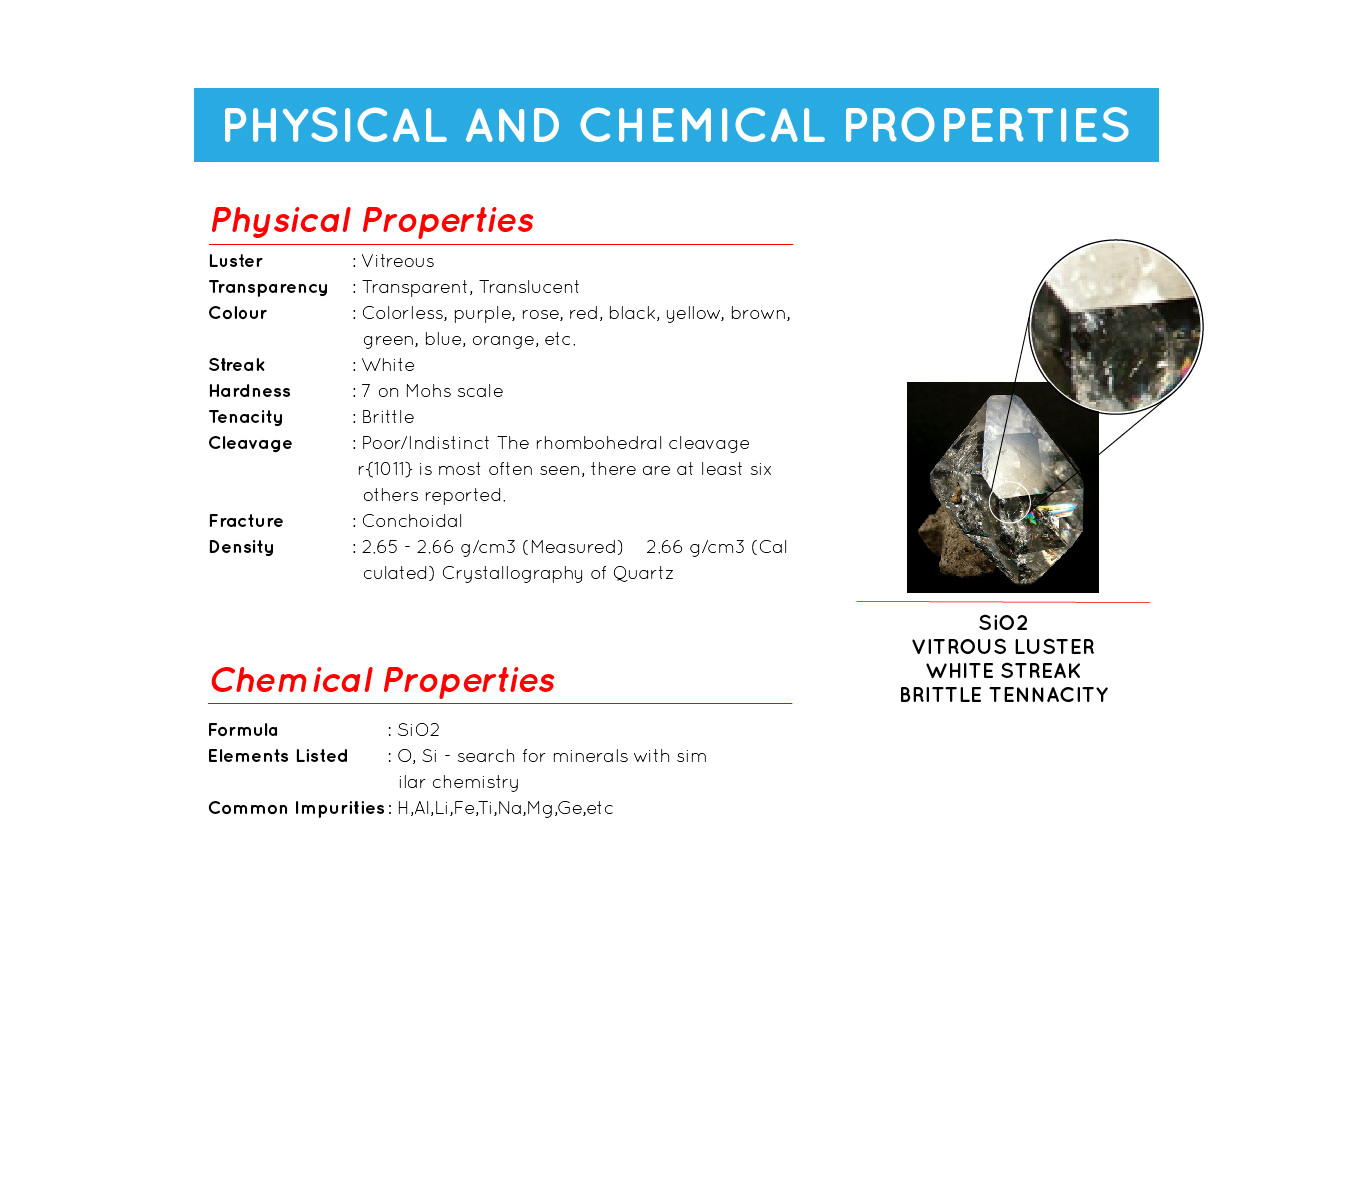 PHYSICAL AND CHEMICAL PROPERTIES
Physical Properties
Luster : Vitreous
Transparency : Transparent, Translucent
Colour : Colorless, purple, rose, red, black, yellow, brown,
green, blue, orange, etc.
Streak : White
Hardness : 7 on Mohs scale
Tenacity : Brittle
Cleavage : Poor/Indistinct The rhombohedral cleavage
r{1011} is most often seen, there are at least six
others reported.
Fracture : Conchoidal
Density : 2.65 - 2.66 g/cm3 (Measured) 2.66 g/cm3 (Cal
culated) Crystallography of Quartz
SiO2
VITROUS LUSTER
WHITE STREAK
BRITTLE TENNACITY
Chemical Properties
Formula : SiO2
Elements Listed : O, Si - search for minerals with sim
ilar chemistry
Common Impurities : H,Al,Li,Fe,Ti,Na,Mg,Ge,etc